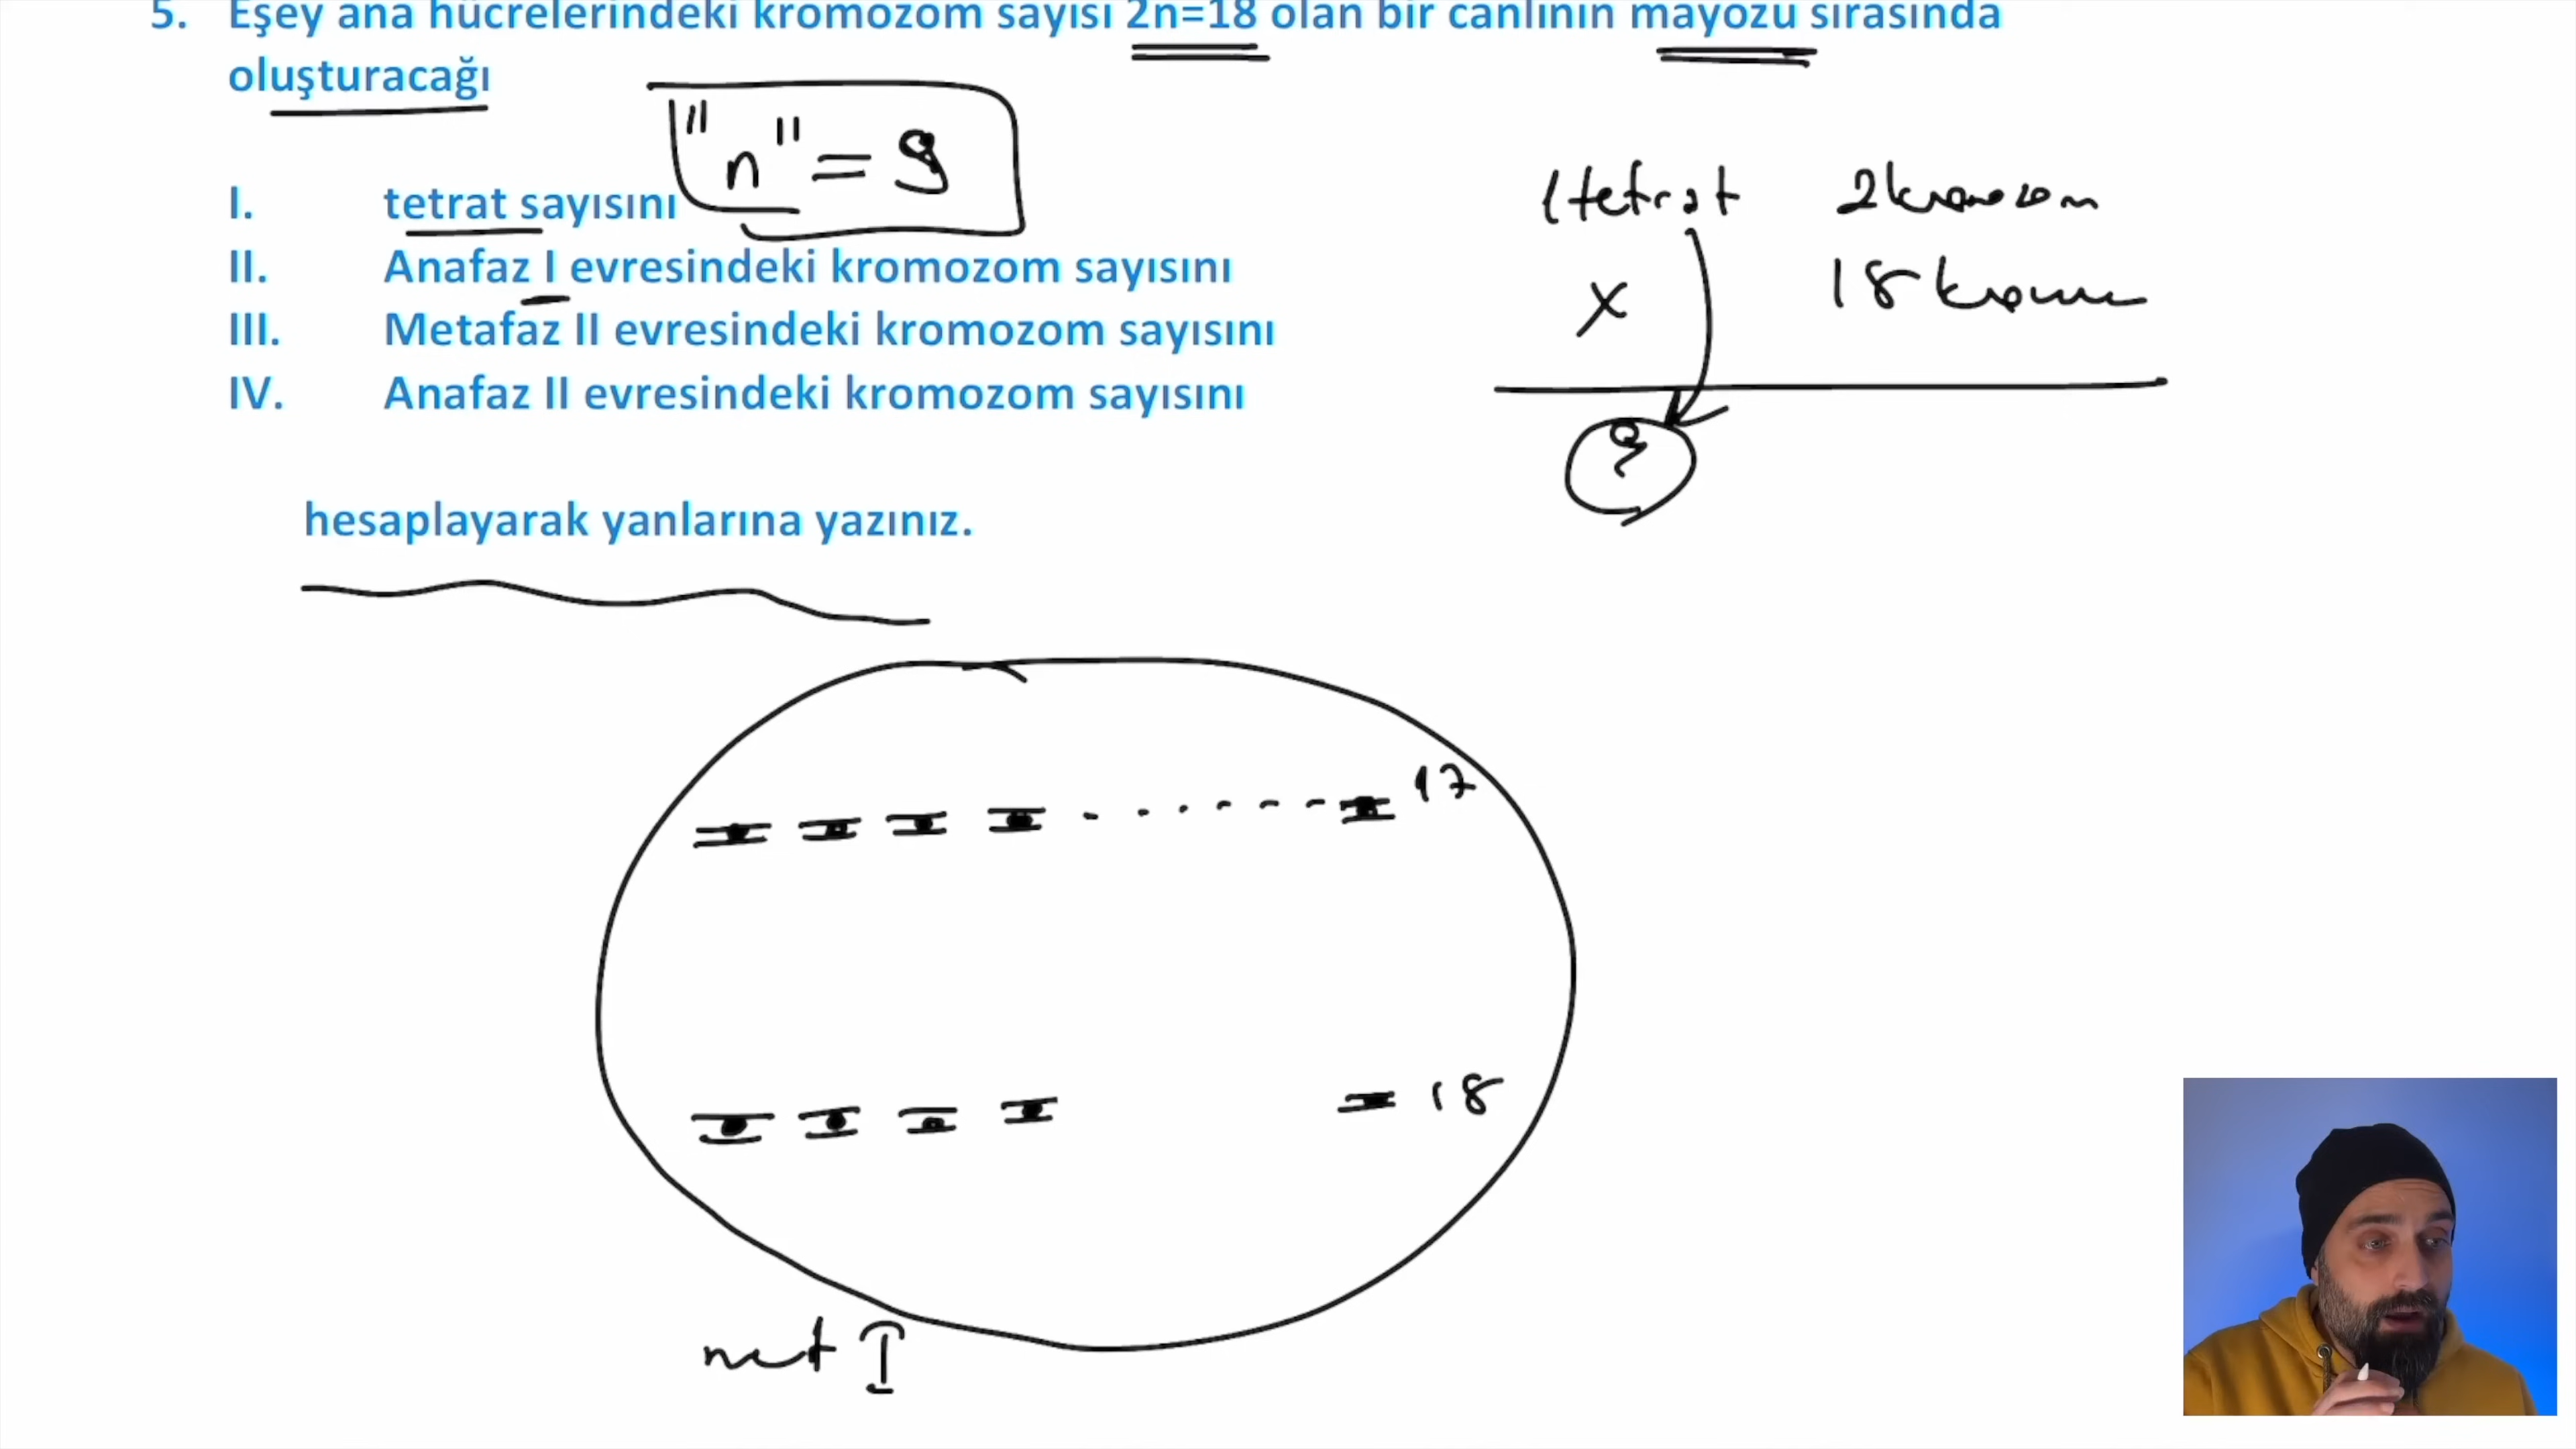 5. Eşey ana hücrelerindeki kromozom sayısı 2n=18 olan bir canlının mayozu sırasında
oluşturacağı
"n" = 9
I. tetrat sayısını
II. Anafaz I evresindeki kromozom sayısını
III. Metafaz II evresindeki kromozom sayısını
IV. Anafaz II evresindeki kromozom sayısını
hesaplayarak yanlarına yazınız.
1 tetrat 2 kromozom
x 18 krom
9
17
18
met I